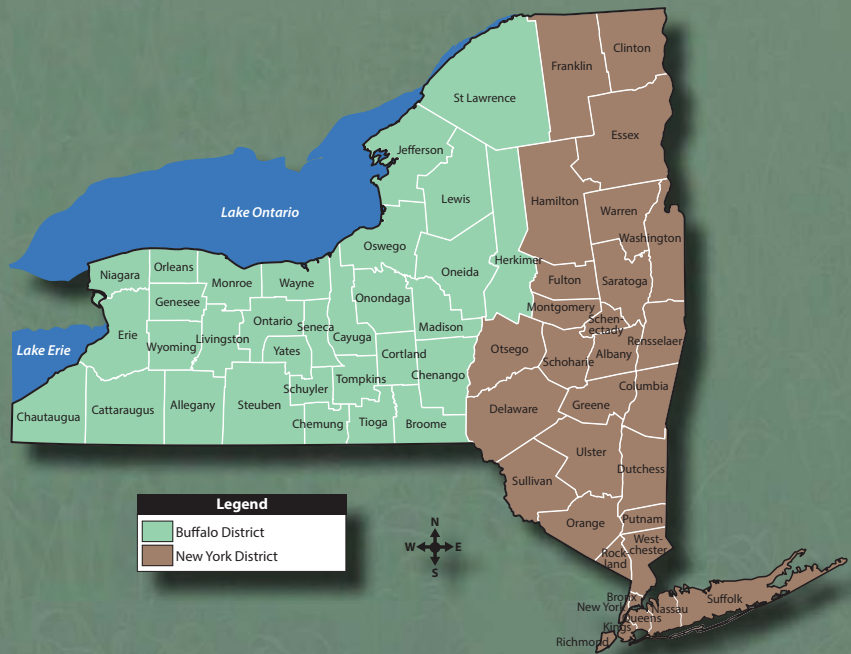 Clinton
Franklin
St Lawrence
Essex
Jefferson
Lewis
Hamilton
Warren
Lake Ontario
Washington
Oswego
Herkimer
Oneida
Orleans
Niagara
Monroe
Wayne
Fulton
Saratoga
Genesee
Onondaga
Montgomery
Ontario
Seneca
Madison
Schen-
ectady
Erie
Livingston
Cayuga
Rensselaer
Wyoming
Lake Erie
Yates
Cortland
Otsego
Albany
Schoharie
Tompkins
Chenango
Schuyler
Columbia
Chautaugua
Cattaraugus
Allegany
Steuben
Delaware
Greene
Chemung
Tioga
Broome
Ulster
Dutchess
Sullivan
Legend
Buffalo District
New York District
N
W
E
S
Orange
Putnam
West-
chester
Rock-
land
Bronx
New York
Suffolk
Nassau
Queens
Kings
Richmond